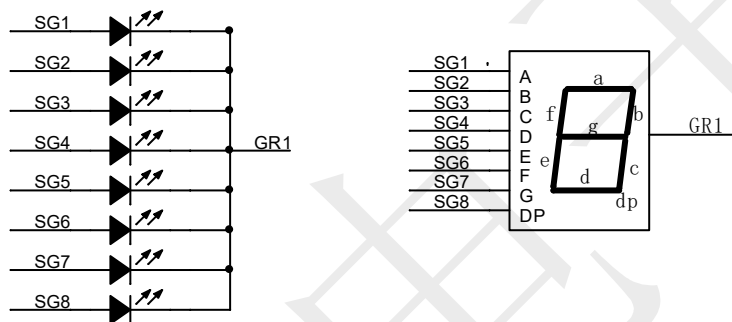 SG1
SG2
SG3
SG4
SG5
SG6
SG7
SG8
GR1
SG1
SG2
SG3
SG4
SG5
SG6
SG7
SG8
A
B
C
D
E
F
G
DP
a
f
b
g
e
c
d
dp
GR1